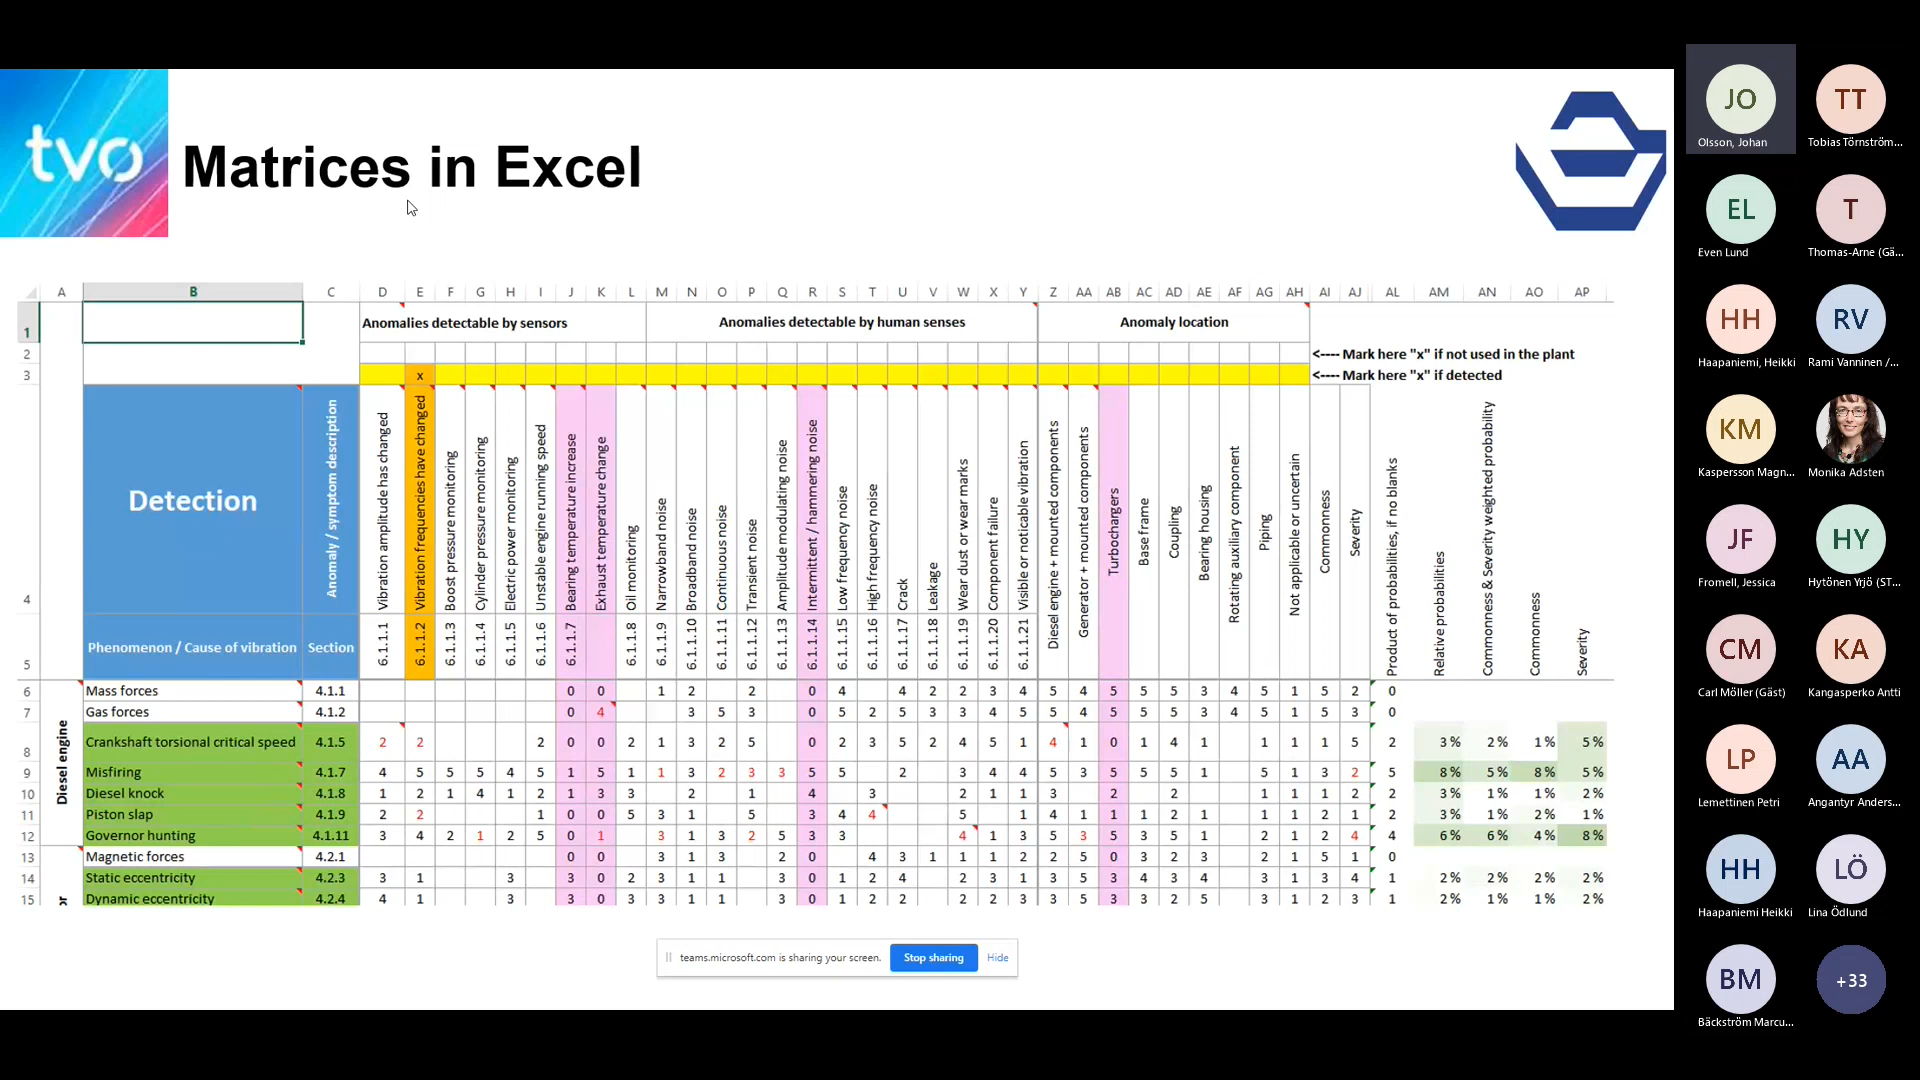 tvo
Matrices in Excel
A B C D E F G H I J K L M N O P Q R S T U V W X Y Z AA AB AC AD AE AF AG AH AI AJ AL AM AN AO AP
1 Anomalies detectable by sensors Anomalies detectable by human senses Anomaly location
2 <---- Mark here "x" if not used in the plant
3 x <---- Mark here "x" if detected
4 Detection
Anomaly / symptom description
Vibration amplitude has changed
Vibration frequencies have changed
Boost pressure monitoring
Cylinder pressure monitoring
Electric power monitoring
Unstable engine running speed
Bearing temperature increase
Exhaust temperature change
Oil monitoring
Narrowband noise
Broadband noise
Continuous noise
Transient noise
Amplitude modulating noise
Intermittent / hammering noise
Low frequency noise
High frequency noise
Crack
Leakage
Wear dust or wear marks
Component failure
Visible or noticable vibration
Diesel engine + mounted components
Generator + mounted components
Turbochargers
Base frame
Coupling
Bearing housing
Rotating auxiliary component
Piping
Not applicable or uncertain
Commonness
Severity
Product of probabilities, if no blanks
Relative probabilities
Commonness & Severity weighted probability
Commonness
Severity
5 Phenomenon / Cause of vibration Section 6.1.1.1 6.1.1.2 6.1.1.3 6.1.1.4 6.1.1.5 6.1.1.6 6.1.1.7 6.1.1.8 6.1.1.9 6.1.1.10 6.1.1.11 6.1.1.12 6.1.1.13 6.1.1.14 6.1.1.15 6.1.1.16 6.1.1.17 6.1.1.18 6.1.1.19 6.1.1.20 6.1.1.21
Diesel engine
6 Mass forces 4.1.1 0 0 1 2 2 0 4 4 2 2 3 4 5 4 5 5 5 3 4 5 1 5 2 0
7 Gas forces 4.1.2 0 4 3 5 3 0 5 2 5 3 3 4 5 5 4 5 5 5 3 4 5 1 5 3 0
8 Crankshaft torsional critical speed 4.1.5 2 2 2 0 0 2 1 3 2 5 0 2 3 5 2 4 5 1 4 1 0 1 4 1 1 1 1 5 2 3 % 2 % 1 % 5 %
9 Misfiring 4.1.7 4 5 5 5 4 5 1 5 1 1 3 2 3 3 5 5 2 3 4 4 5 3 5 5 5 1 5 1 3 2 5 8 % 5 % 8 % 5 %
10 Diesel knock 4.1.8 1 2 1 4 1 2 1 3 3 2 1 4 3 2 1 1 3 2 2 1 1 1 2 2 3 % 1 % 1 % 2 %
11 Piston slap 4.1.9 2 2 1 0 0 5 3 1 5 3 4 4 5 1 4 1 1 1 2 1 1 1 2 1 2 3 % 1 % 2 % 1 %
12 Governor hunting 4.1.11 3 4 2 1 2 5 0 1 3 1 3 2 5 3 3 4 1 3 5 3 5 3 5 1 2 1 2 4 4 6 % 6 % 4 % 8 %
13 Magnetic forces 4.2.1 0 0 3 1 3 2 0 4 3 1 1 1 2 2 5 0 3 2 3 2 1 5 1 0
14 Static eccentricity 4.2.3 3 1 3 3 0 2 3 1 1 3 0 1 2 4 2 3 1 3 5 3 4 3 4 3 1 3 4 1 2 % 2 % 2 % 2 %
15 or Dynamic eccentricity 4.2.4 4 1 3 3 0 3 3 1 1 3 0 1 2 2 2 2 3 3 5 3 3 2 5 3 1 2 3 1 2 % 1 % 1 % 2 %
teams.microsoft.com is sharing your screen. Stop sharing Hide
JO TT
Olsson, Johan Tobias Törnström...
EL T
Even Lund Thomas-Arne (Gä...
HH RV
Haapaniemi, Heikki Rami Vanninen /...
KM
Kaspersson Magn... Monika Adsten
JF HY
Fromell, Jessica Hytönen Yrjö (ST...
CM KA
Carl Möller (Gäst) Kangasperko Antti
LP AA
Lemettinen Petri Angantyr Anders...
HH LÖ
Haapaniemi Heikki Lina Ödlund
BM +33
Bäckström Marcu...